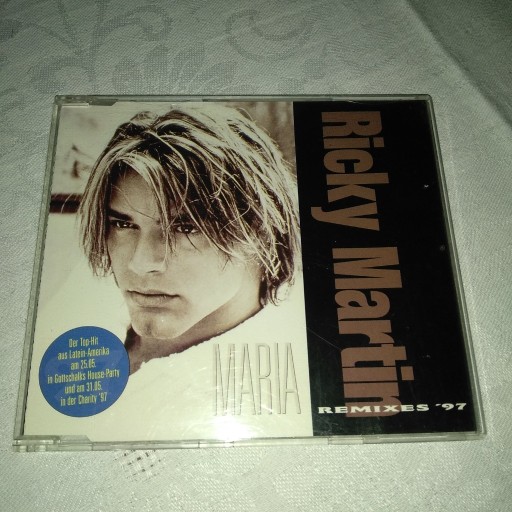 Ricky Martin
MARIA
REMIXES '97
Der Top-Hit
aus Latein-Amerika
am 25.05.
in Gottschalks House-Party
und am 31.05.
in der Charity '97